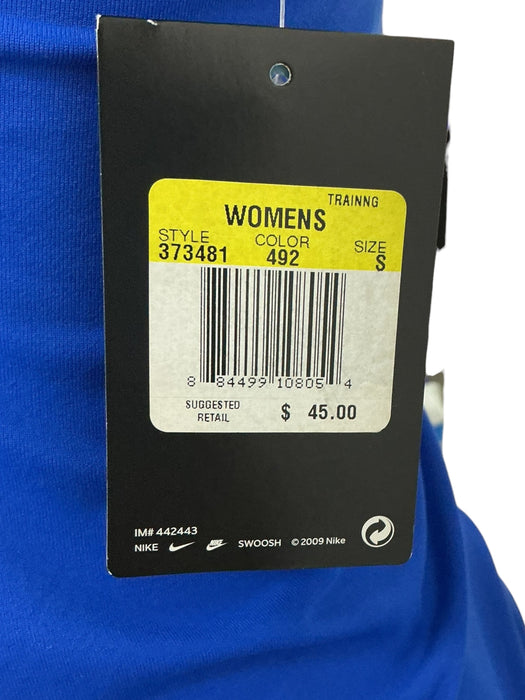 TRAINNG
WOMENS
STYLE COLOR SIZE
373481 492 S
8 84499 10805 4
SUGGESTED
RETAIL
$ 45.00
IM# 442443
NIKE SWOOSH © 2009 Nike